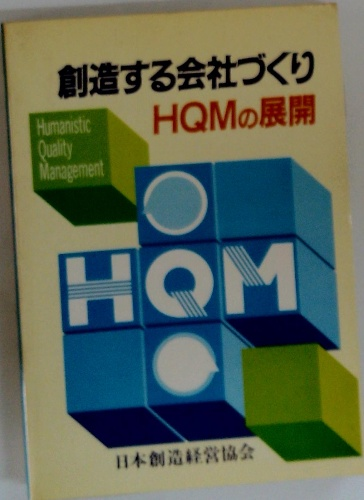 創造する会社づくり
HQMの展開
Humanistic
Quality
Management
HQM
日本創造経営協会